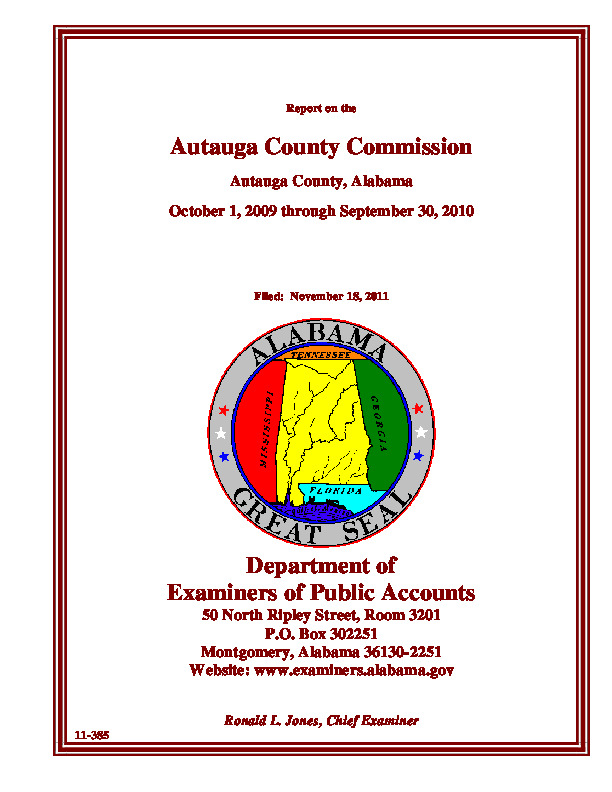 Report on the
Autauga County Commission
Autauga County, Alabama
October 1, 2009 through September 30, 2010
Filed: November 18, 2011
ALABAMA
TENNESSEE
MISSISSIPPI
GEORGIA
FLORIDA
GREAT SEAL
Department of
Examiners of Public Accounts
50 North Ripley Street, Room 3201
P.O. Box 302251
Montgomery, Alabama 36130-2251
Website: www.examiners.alabama.gov
Ronald L. Jones, Chief Examiner
11-385